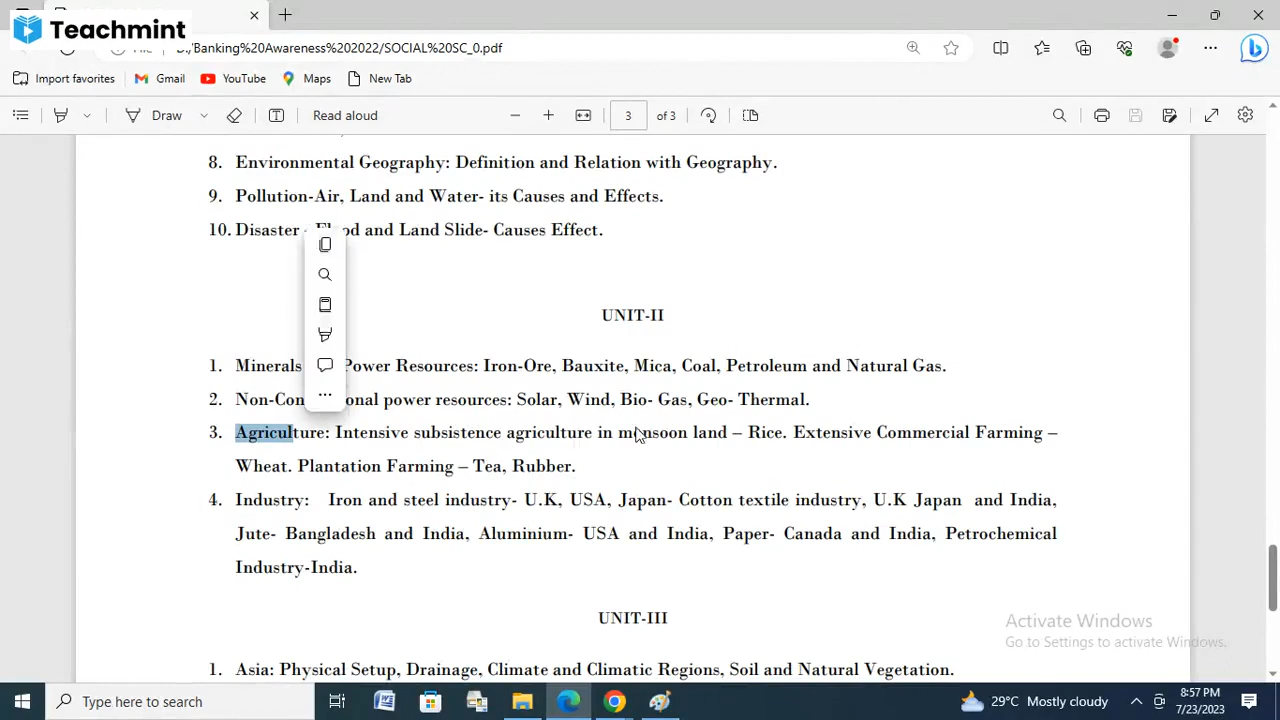 Teachmint
D:/Banking%20Awareness%202022/SOCIAL%20SC_0.pdf
Import favorites
Gmail
YouTube
Maps
New Tab
Draw
Read aloud
3 of 3
8. Environmental Geography: Definition and Relation with Geography.
9. Pollution-Air, Land and Water- its Causes and Effects.
10. Disaster - Flood and Land Slide- Causes Effect.
UNIT-II
1. Minerals Power Resources: Iron-Ore, Bauxite, Mica, Coal, Petroleum and Natural Gas.
2. Non-Con onal power resources: Solar, Wind, Bio- Gas, Geo- Thermal.
3. Agriculture: Intensive subsistence agriculture in monsoon land – Rice. Extensive Commercial Farming –
Wheat. Plantation Farming – Tea, Rubber.
4. Industry: Iron and steel industry- U.K, USA, Japan- Cotton textile industry, U.K Japan and India,
Jute- Bangladesh and India, Aluminium- USA and India, Paper- Canada and India, Petrochemical
Industry-India.
UNIT-III
Activate Windows
Go to Settings to activate Windows.
1. Asia: Physical Setup, Drainage, Climate and Climatic Regions, Soil and Natural Vegetation.
Type here to search
29°C Mostly cloudy
8:57 PM
7/23/2023